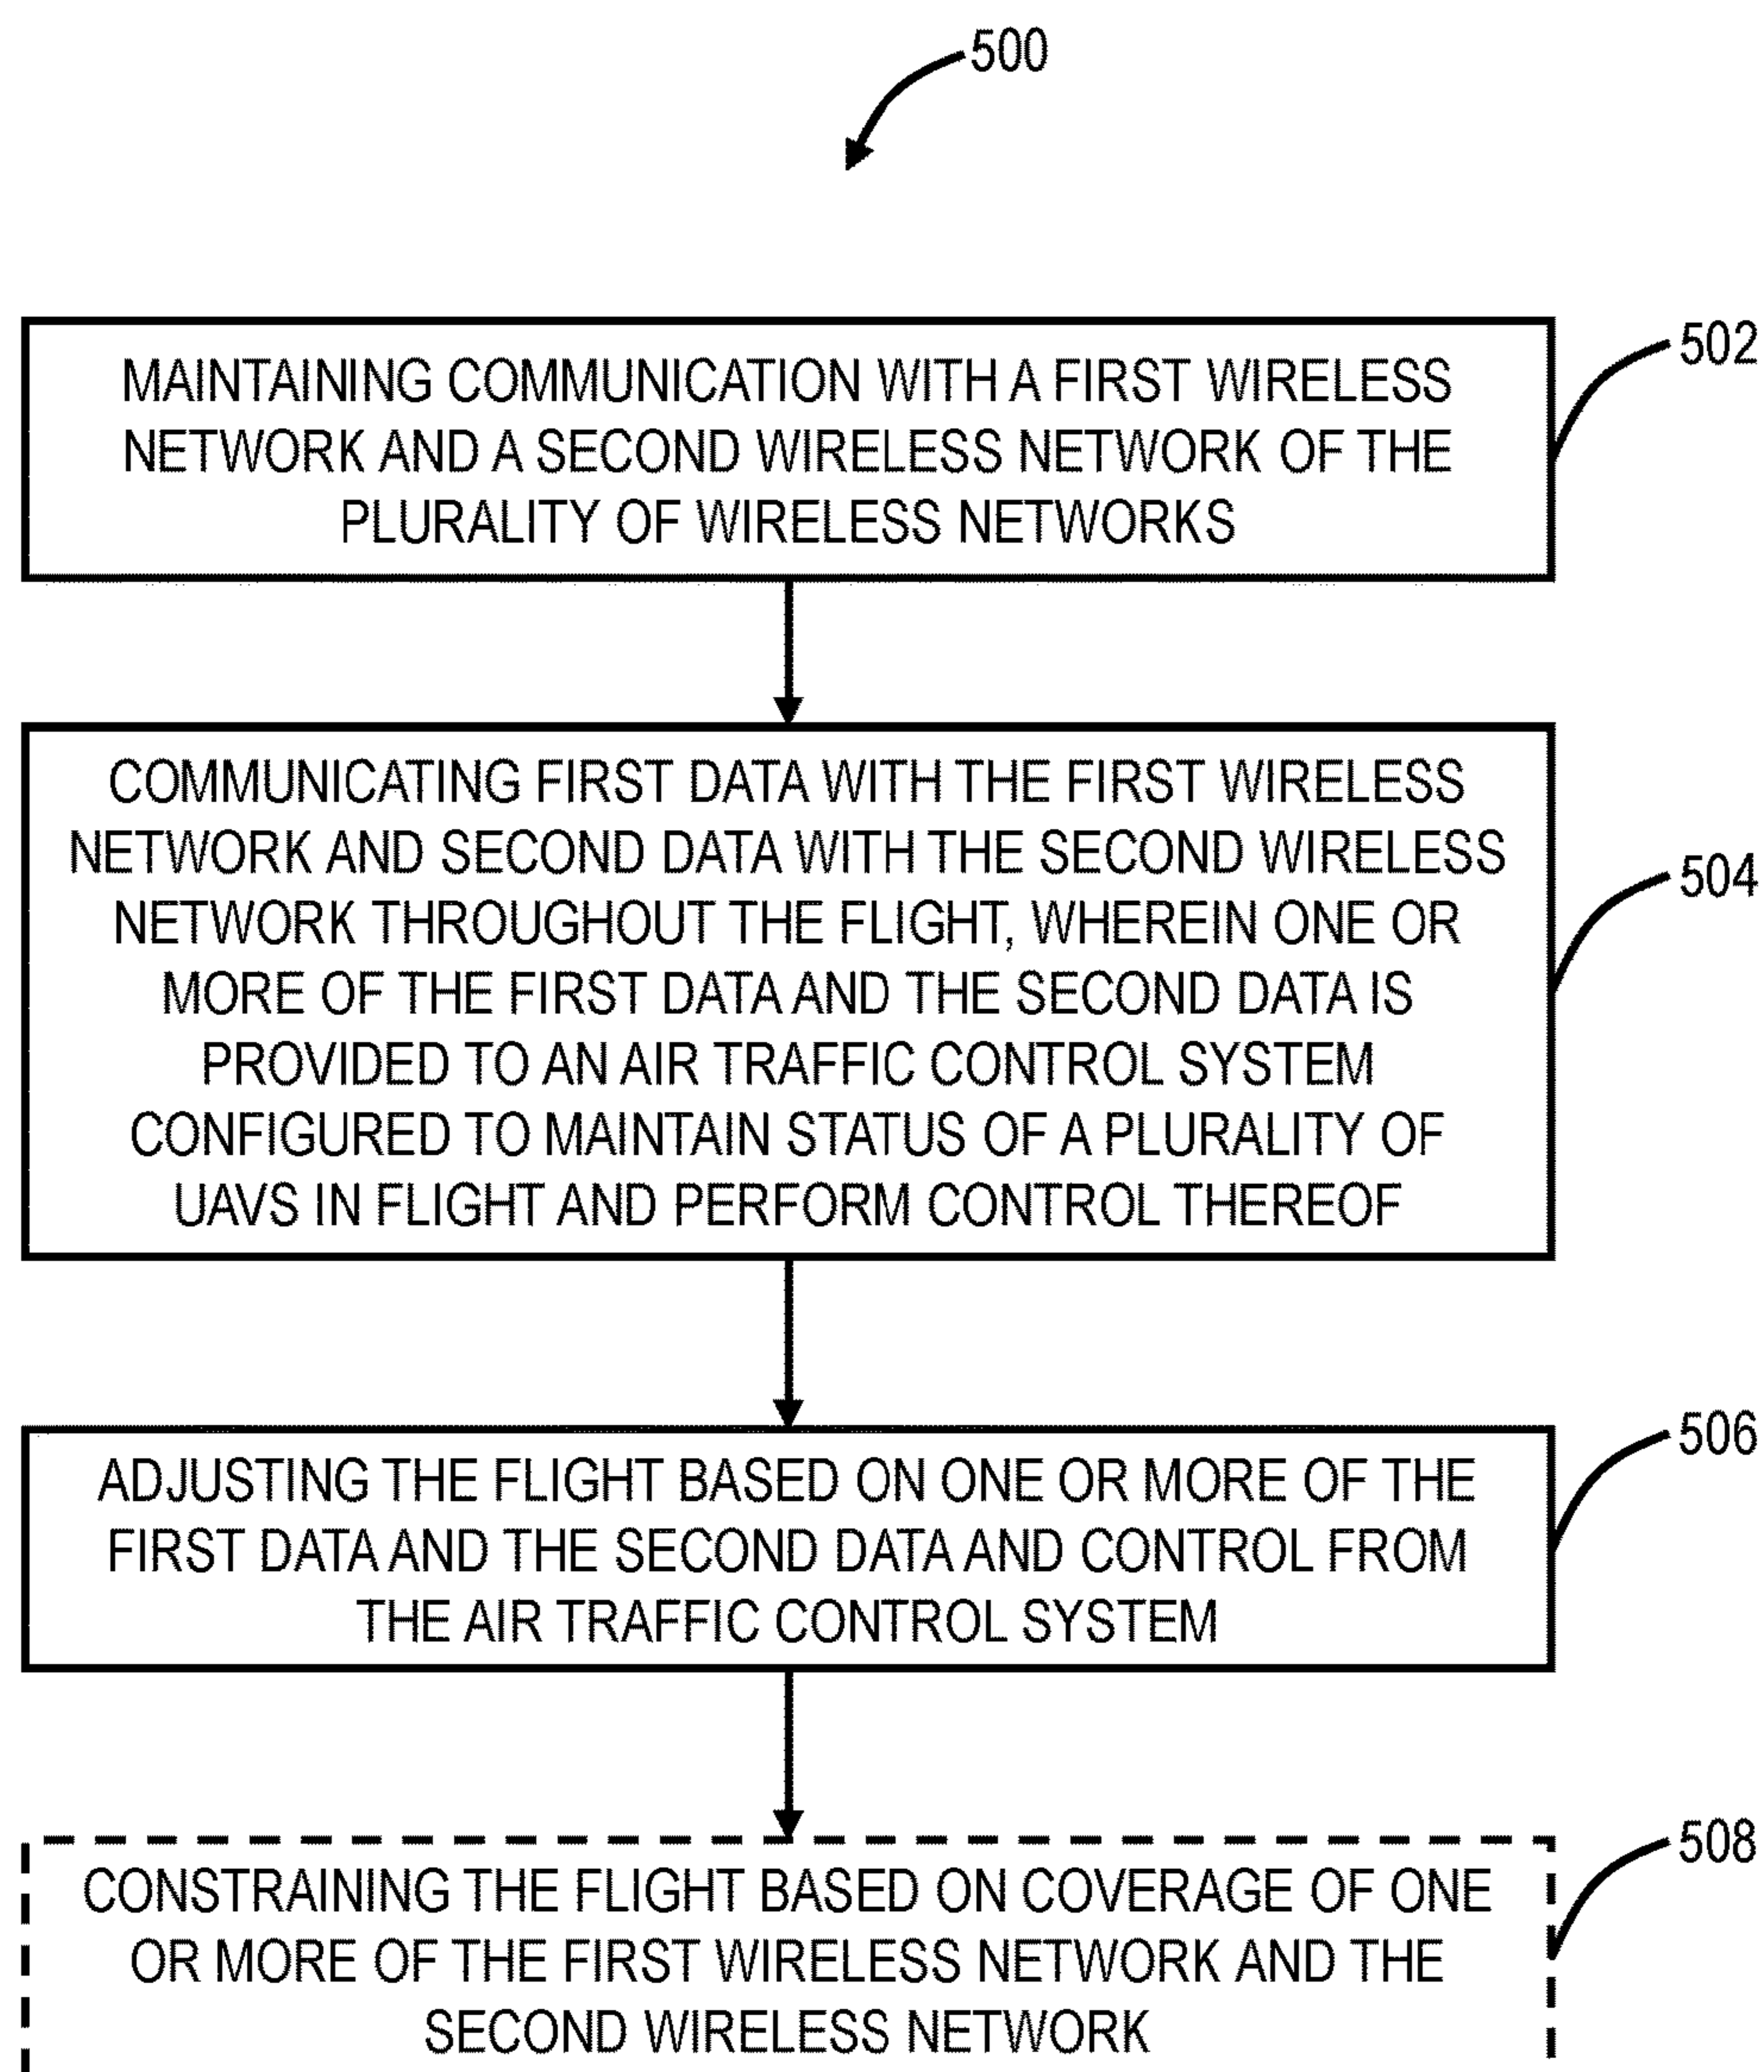 500
502
MAINTAINING COMMUNICATION WITH A FIRST WIRELESS
NETWORK AND A SECOND WIRELESS NETWORK OF THE
PLURALITY OF WIRELESS NETWORKS
504
COMMUNICATING FIRST DATA WITH THE FIRST WIRELESS
NETWORK AND SECOND DATA WITH THE SECOND WIRELESS
NETWORK THROUGHOUT THE FLIGHT, WHEREIN ONE OR
MORE OF THE FIRST DATA AND THE SECOND DATA IS
PROVIDED TO AN AIR TRAFFIC CONTROL SYSTEM
CONFIGURED TO MAINTAIN STATUS OF A PLURALITY OF
UAVS IN FLIGHT AND PERFORM CONTROL THEREOF
506
ADJUSTING THE FLIGHT BASED ON ONE OR MORE OF THE
FIRST DATA AND THE SECOND DATA AND CONTROL FROM
THE AIR TRAFFIC CONTROL SYSTEM
508
CONSTRAINING THE FLIGHT BASED ON COVERAGE OF ONE
OR MORE OF THE FIRST WIRELESS NETWORK AND THE
SECOND WIRELESS NETWORK